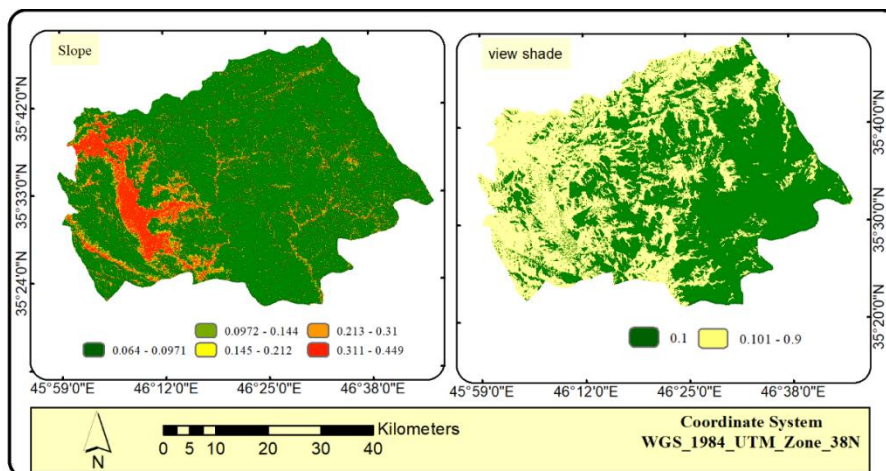 Slope
35°42'0"N
35°33'0"N
35°24'0"N
0.0972 - 0.144
0.213 - 0.31
0.064 - 0.0971
0.145 - 0.212
0.311 - 0.449
45°59'0"E
46°12'0"E
46°25'0"E
46°38'0"E
view shade
35°40'0"N
35°30'0"N
35°20'0"N
0.1
0.101 - 0.9
45°59'0"E
46°12'0"E
46°25'0"E
46°38'0"E
N
Kilometers
0 5 10 20 30 40
Coordinate System
WGS_1984_UTM_Zone_38N